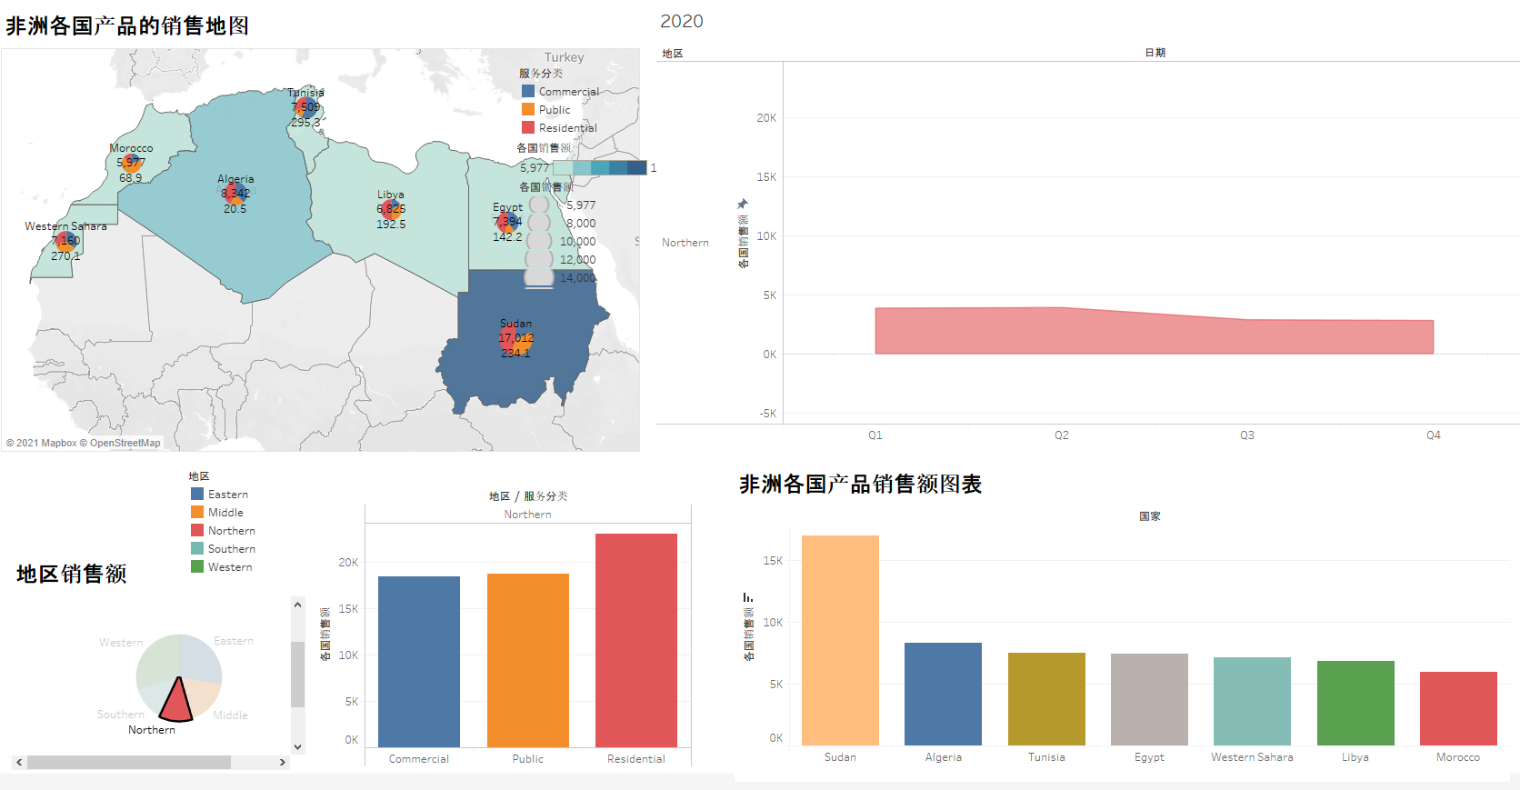 非洲各国产品的销售地图
Turkey
服务分类
Commercial
Public
Residential
各国销售额
5,977
1
各国销售额
5,977
8,000
10,000
12,000
14,000
Tunisia
7,509
295.3
Morocco
5,977
68.9
Algeria
8,342
20.5
Libya
6,825
192.5
Egypt
7,394
142.2
Western Sahara
7,160
270.1
Sudan
17,012
234.1
© 2021 Mapbox © OpenStreetMap
2020
地区
日期
Northern
各国销售额
20K
15K
10K
5K
0K
-5K
Q1 Q2 Q3 Q4
地区
Eastern
Middle
Northern
Southern
Western
地区销售额
Western
Eastern
Southern
Middle
Northern
地区 / 服务分类
Northern
各国销售额
20K
15K
10K
5K
0K
Commercial Public Residential
非洲各国产品销售额图表
国家
各国销售额
15K
10K
5K
0K
Sudan Algeria Tunisia Egypt Western Sahara Libya Morocco